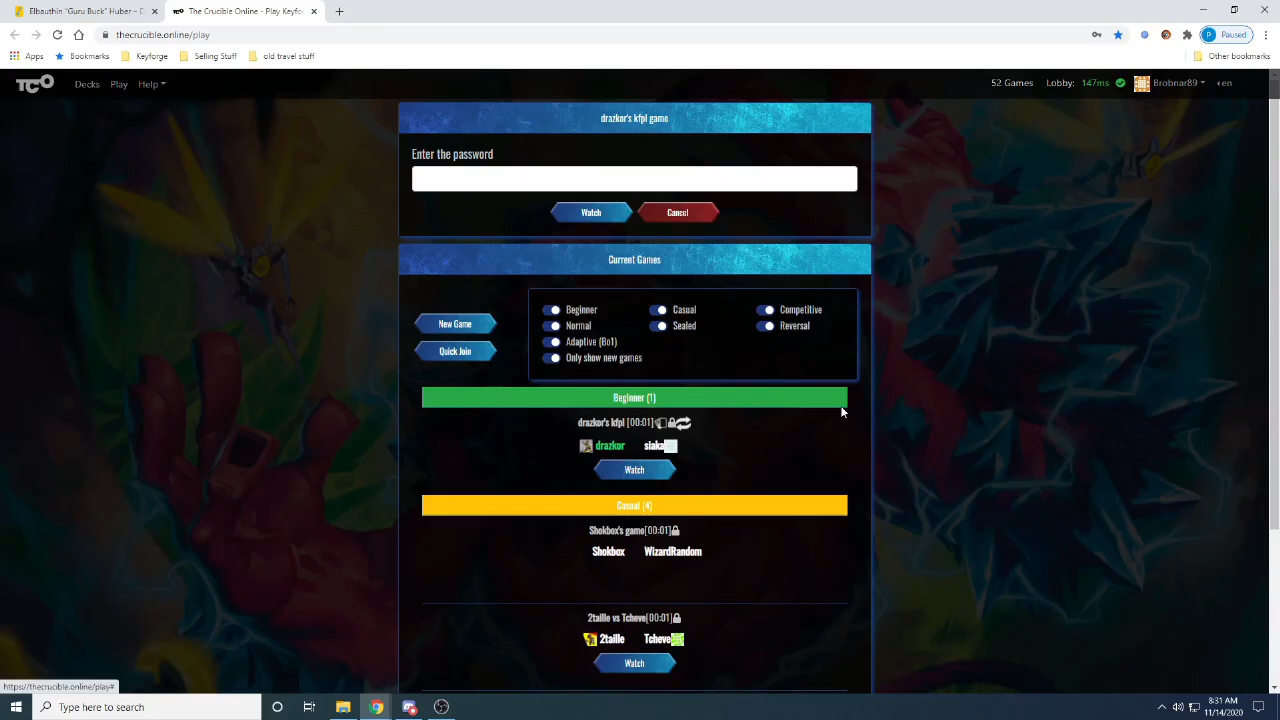 Elbauthin "Guru Buck" Huber – D
The Crucible Online - Play Keyfor
thecrucible.online/play
P Paused
Apps Bookmarks Keyforge Selling Stuff old travel stuff Other bookmarks
TCO Decks Play Help 52 Games Lobby: 147ms Brobnar89 en
drazkor's kfpl game
Enter the password
Watch Cancel
Current Games
New Game
Quick Join
Beginner Casual Competitive
Normal Sealed Reversal
Adaptive (Bo1)
Only show new games
Beginner (1)
drazkor's kfpl [00:01]
drazkor siaka
Watch
Casual (4)
Shokbox's game[00:01]
Shokbox WizardRandom
2taille vs Tcheve[00:01]
2taille Tcheve
Watch
https://thecrucible.online/play#
Type here to search
8:31 AM
11/14/2020